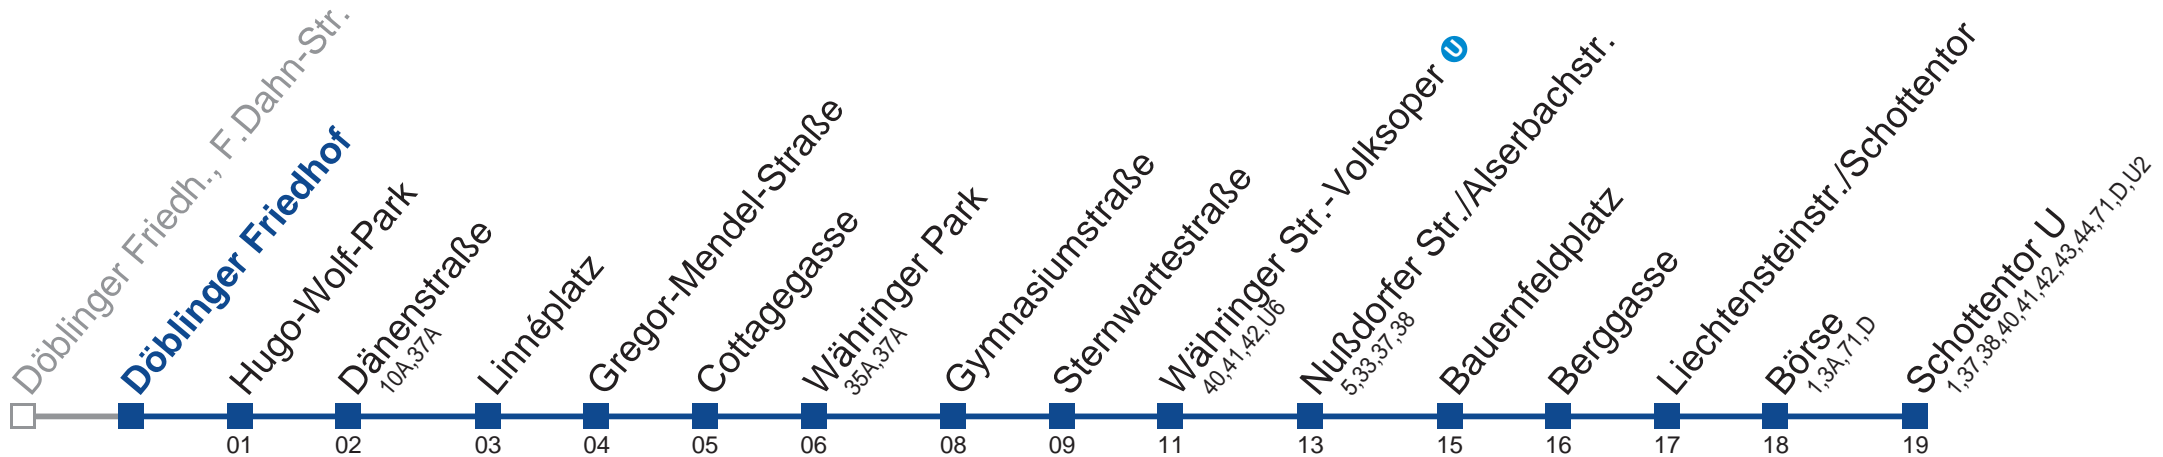 Döblinger Friedh., F.Dahn-Str.
Döblinger Friedhof
Hugo-Wolf-Park
01
Dänenstraße
10A,37A
02
Linnéplatz
03
Gregor-Mendel-Straße
04
Cottagegasse
05
Währinger Park
35A,37A
06
Gymnasiumstraße
08
Sternwartestraße
09
Währinger Str.-Volksoper U
40,41,42,U6
11
Nußdorfer Str./Alserbachstr.
5,33,37,38
13
Bauernfeldplatz
15
Berggasse
16
Liechtensteinstr./Schottentor
17
Börse
1,3A,71,D
18
Schottentor U
1,37,38,40,41,42,43,44,71,D,U2
19